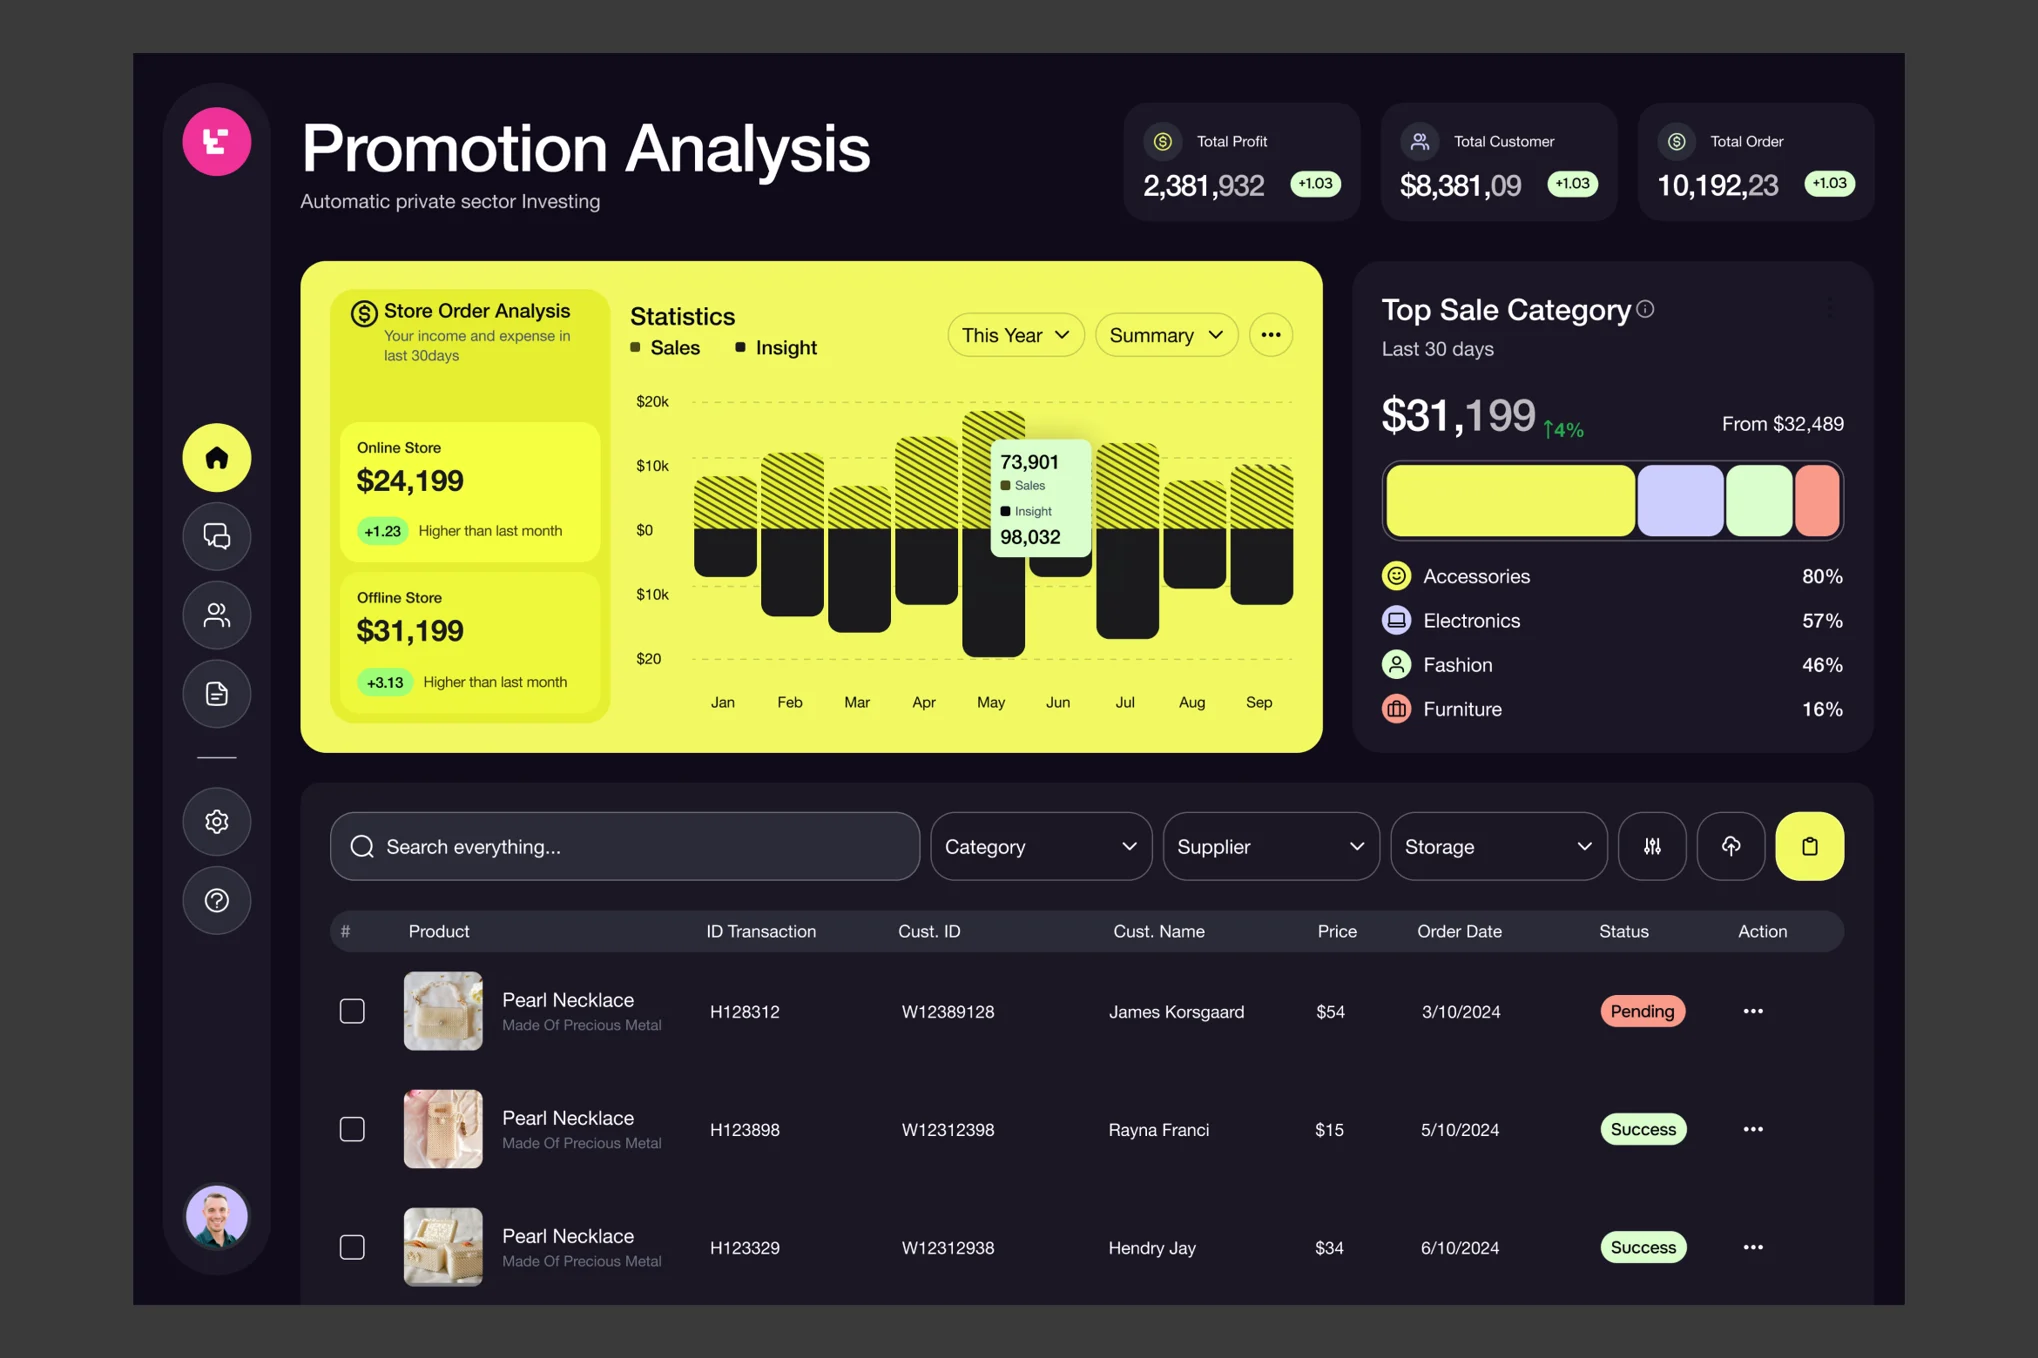 Promotion Analysis
Automatic private sector Investing
Total Profit
2,381,932 +1.03
Total Customer
$8,381,09 +1.03
Total Order
10,192,23 +1.03
Store Order Analysis
Your income and expense in
last 30days
Online Store
$24,199
+1.23 Higher than last month
Offline Store
$31,199
+3.13 Higher than last month
Statistics
Sales Insight
This Year Summary
$20k
$10k
$0
$10k
$20
73,901
Sales
Insight
98,032
Jan Feb Mar Apr May Jun Jul Aug Sep
Top Sale Category
Last 30 days
$31,199 ↑4% From $32,489
Accessories 80%
Electronics 57%
Fashion 46%
Furniture 16%
Search everything... Category Supplier Storage
# Product ID Transaction Cust. ID Cust. Name Price Order Date Status Action
Pearl Necklace
Made Of Precious Metal
H128312 W12389128 James Korsgaard $54 3/10/2024 Pending
Pearl Necklace
Made Of Precious Metal
H123898 W12312398 Rayna Franci $15 5/10/2024 Success
Pearl Necklace
Made Of Precious Metal
H123329 W12312938 Hendry Jay $34 6/10/2024 Success